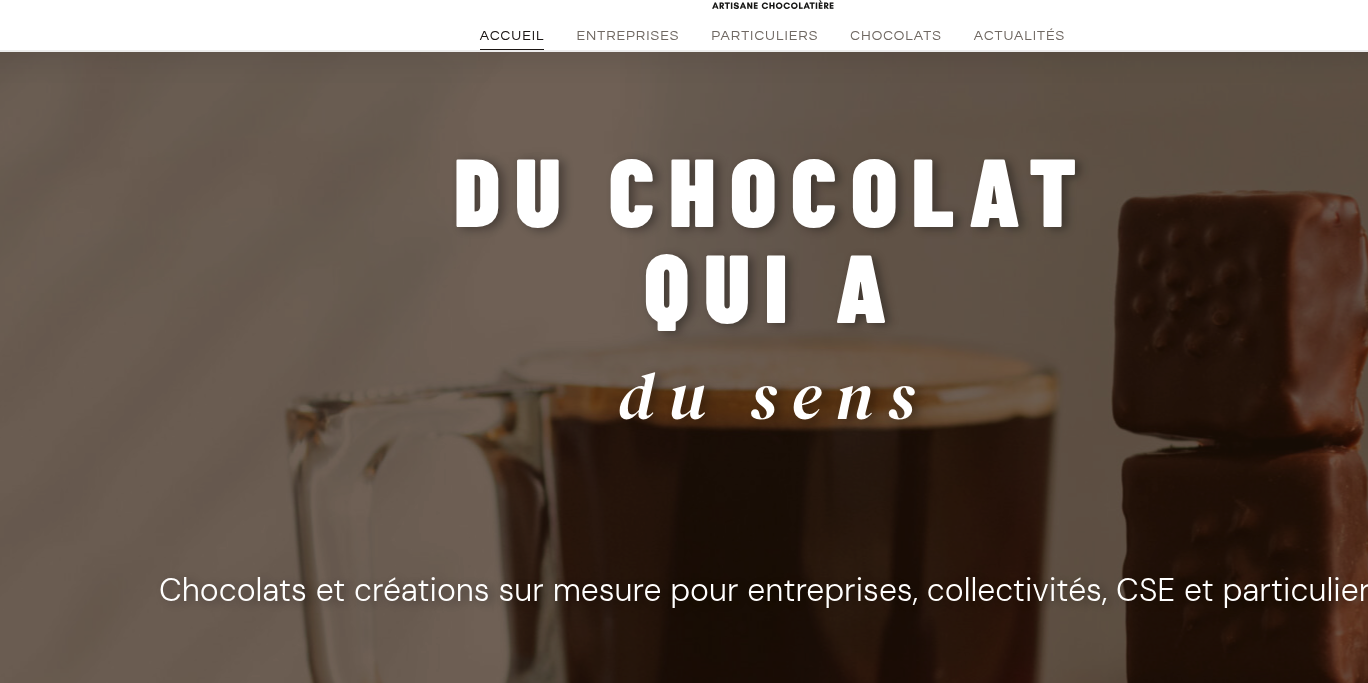 ARTISANE CHOCOLATIÈRE
ACCUEIL ENTREPRISES PARTICULIERS CHOCOLATS ACTUALITÉS
DU CHOCOLAT
QUI A
du sens
Chocolats et créations sur mesure pour entreprises, collectivités, CSE et particulier